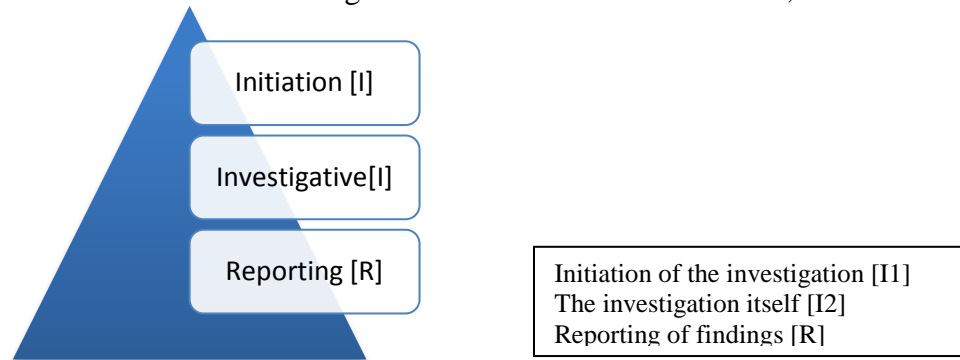 Initiation [I]
Investigative[I]
Reporting [R]
Initiation of the investigation [I1]
The investigation itself [I2]
Reporting of findings [R]